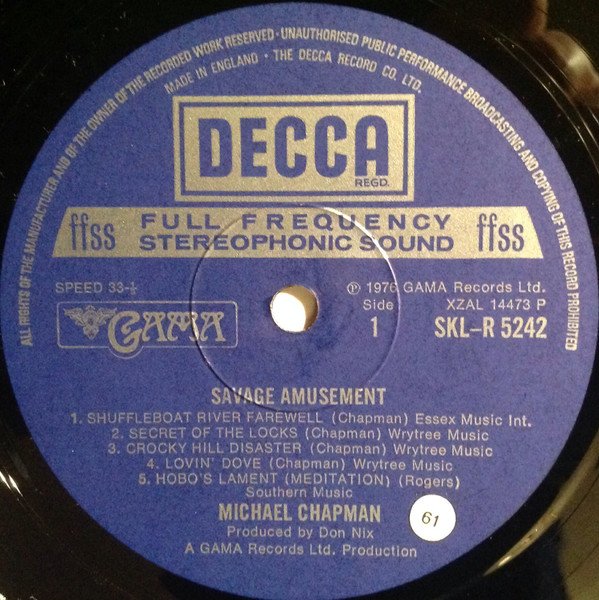 ALL RIGHTS OF THE MANUFACTURER AND OF THE OWNER OF THE RECORDED WORK RESERVED · UNAUTHORISED PUBLIC PERFORMANCE BROADCASTING AND COPYING OF THIS RECORD PROHIBITED
MADE IN ENGLAND · THE DECCA RECORD CO. LTD.
DECCA
REGD.
ffss FULL FREQUENCY STEREOPHONIC SOUND ffss
SPEED 33-⅓
℗ 1976 GAMA Records Ltd.
Side XZAL 14473 P
GAMA
1 SKL-R 5242
SAVAGE AMUSEMENT
1. SHUFFLEBOAT RIVER FAREWELL (Chapman) Essex Music Int.
2. SECRET OF THE LOCKS (Chapman) Wrytree Music
3. CROCKY HILL DISASTER (Chapman) Wrytree Music
4. LOVIN' DOVE (Chapman) Wrytree Music
5. HOBO'S LAMENT (MEDITATION) (Rogers)
Southern Music
MICHAEL CHAPMAN
61
Produced by Don Nix
A GAMA Records Ltd. Production